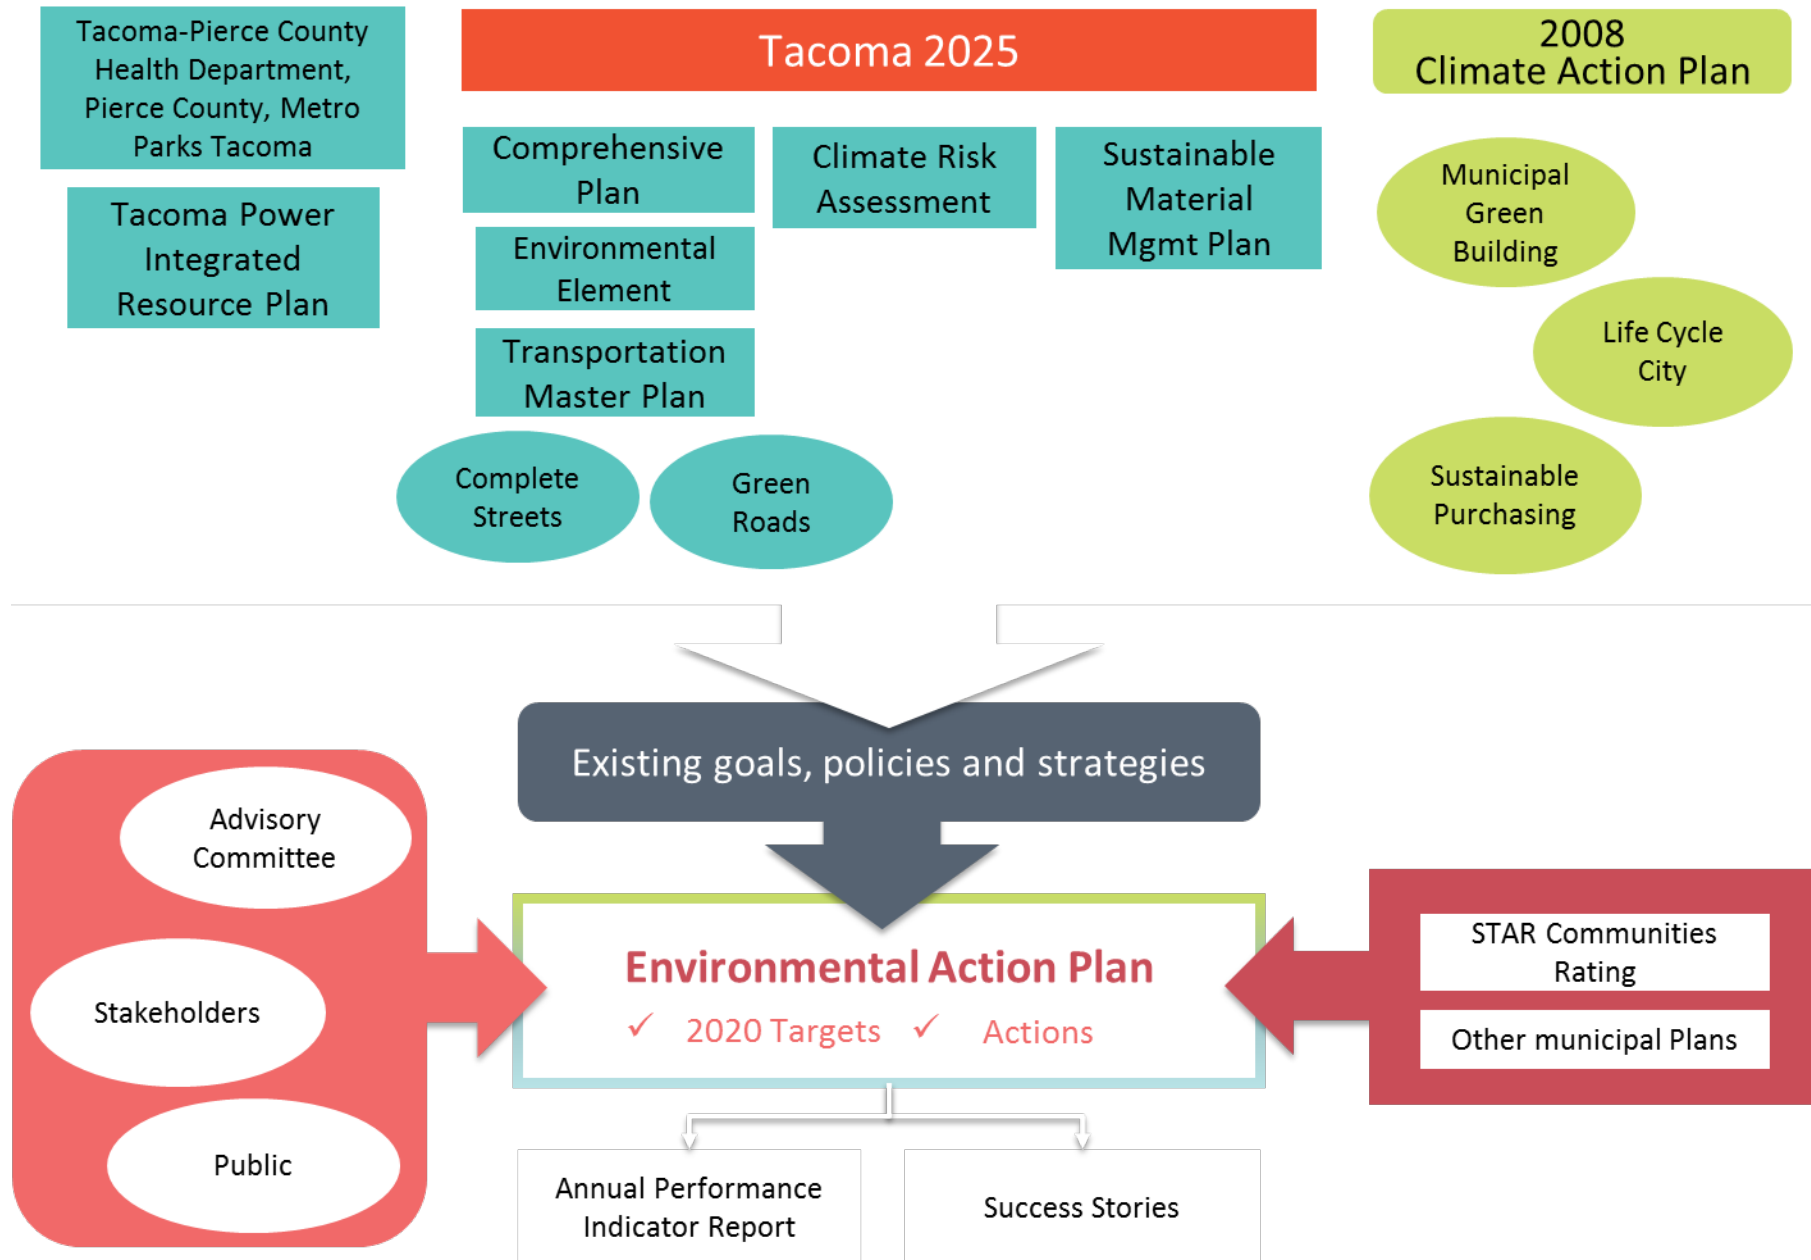 Tacoma-Pierce County
Health Department,
Pierce County, Metro
Parks Tacoma
Tacoma Power
Integrated
Resource Plan
Tacoma 2025
Comprehensive
Plan
Environmental
Element
Transportation
Master Plan
Complete
Streets
Green
Roads
Climate Risk
Assessment
Sustainable
Material
Mgmt Plan
2008
Climate Action Plan
Municipal
Green
Building
Life Cycle
City
Sustainable
Purchasing
Existing goals, policies and strategies
Advisory
Committee
Stakeholders
Public
Environmental Action Plan
✓ 2020 Targets ✓ Actions
STAR Communities
Rating
Other municipal Plans
Annual Performance
Indicator Report
Success Stories